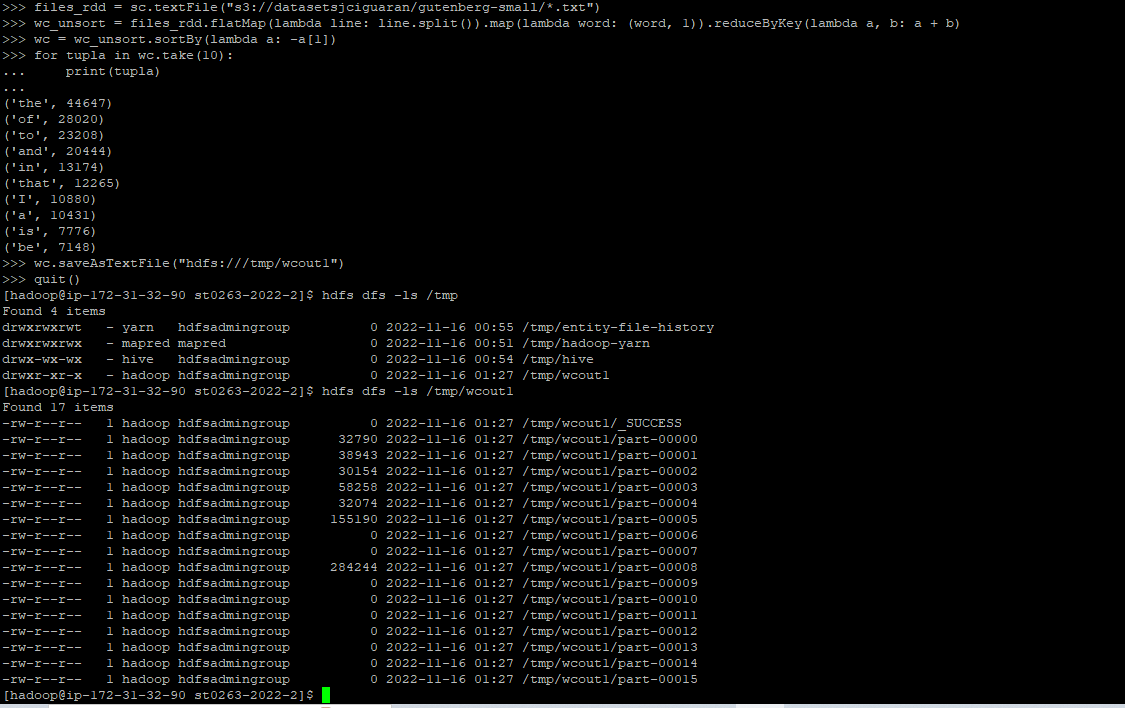 >>> files_rdd = sc.textFile("s3://datasetsjciguaran/gutenberg-small/*.txt")
>>> wc_unsort = files_rdd.flatMap(lambda line: line.split()).map(lambda word: (word, 1)).reduceByKey(lambda a, b: a + b)
>>> wc = wc_unsort.sortBy(lambda a: -a[1])
>>> for tupla in wc.take(10):
...     print(tupla)
...
('the', 44647)
('of', 28020)
('to', 23208)
('and', 20444)
('in', 13174)
('that', 12265)
('I', 10880)
('a', 10431)
('is', 7776)
('be', 7148)
>>> wc.saveAsTextFile("hdfs:///tmp/wcout1")
>>> quit()
[hadoop@ip-172-31-32-90 st0263-2022-2]$ hdfs dfs -ls /tmp
Found 4 items
drwxrwxrwt   - yarn   hdfsadmingroup          0 2022-11-16 00:55 /tmp/entity-file-history
drwxrwxrwx   - mapred mapred                  0 2022-11-16 00:51 /tmp/hadoop-yarn
drwx-wx-wx   - hive   hdfsadmingroup          0 2022-11-16 00:54 /tmp/hive
drwxr-xr-x   - hadoop hdfsadmingroup          0 2022-11-16 01:27 /tmp/wcout1
[hadoop@ip-172-31-32-90 st0263-2022-2]$ hdfs dfs -ls /tmp/wcout1
Found 17 items
-rw-r--r--   1 hadoop hdfsadmingroup          0 2022-11-16 01:27 /tmp/wcout1/_SUCCESS
-rw-r--r--   1 hadoop hdfsadmingroup      32790 2022-11-16 01:27 /tmp/wcout1/part-00000
-rw-r--r--   1 hadoop hdfsadmingroup      38943 2022-11-16 01:27 /tmp/wcout1/part-00001
-rw-r--r--   1 hadoop hdfsadmingroup      30154 2022-11-16 01:27 /tmp/wcout1/part-00002
-rw-r--r--   1 hadoop hdfsadmingroup      58258 2022-11-16 01:27 /tmp/wcout1/part-00003
-rw-r--r--   1 hadoop hdfsadmingroup      32074 2022-11-16 01:27 /tmp/wcout1/part-00004
-rw-r--r--   1 hadoop hdfsadmingroup     155190 2022-11-16 01:27 /tmp/wcout1/part-00005
-rw-r--r--   1 hadoop hdfsadmingroup          0 2022-11-16 01:27 /tmp/wcout1/part-00006
-rw-r--r--   1 hadoop hdfsadmingroup          0 2022-11-16 01:27 /tmp/wcout1/part-00007
-rw-r--r--   1 hadoop hdfsadmingroup     284244 2022-11-16 01:27 /tmp/wcout1/part-00008
-rw-r--r--   1 hadoop hdfsadmingroup          0 2022-11-16 01:27 /tmp/wcout1/part-00009
-rw-r--r--   1 hadoop hdfsadmingroup          0 2022-11-16 01:27 /tmp/wcout1/part-00010
-rw-r--r--   1 hadoop hdfsadmingroup          0 2022-11-16 01:27 /tmp/wcout1/part-00011
-rw-r--r--   1 hadoop hdfsadmingroup          0 2022-11-16 01:27 /tmp/wcout1/part-00012
-rw-r--r--   1 hadoop hdfsadmingroup          0 2022-11-16 01:27 /tmp/wcout1/part-00013
-rw-r--r--   1 hadoop hdfsadmingroup          0 2022-11-16 01:27 /tmp/wcout1/part-00014
-rw-r--r--   1 hadoop hdfsadmingroup          0 2022-11-16 01:27 /tmp/wcout1/part-00015
[hadoop@ip-172-31-32-90 st0263-2022-2]$